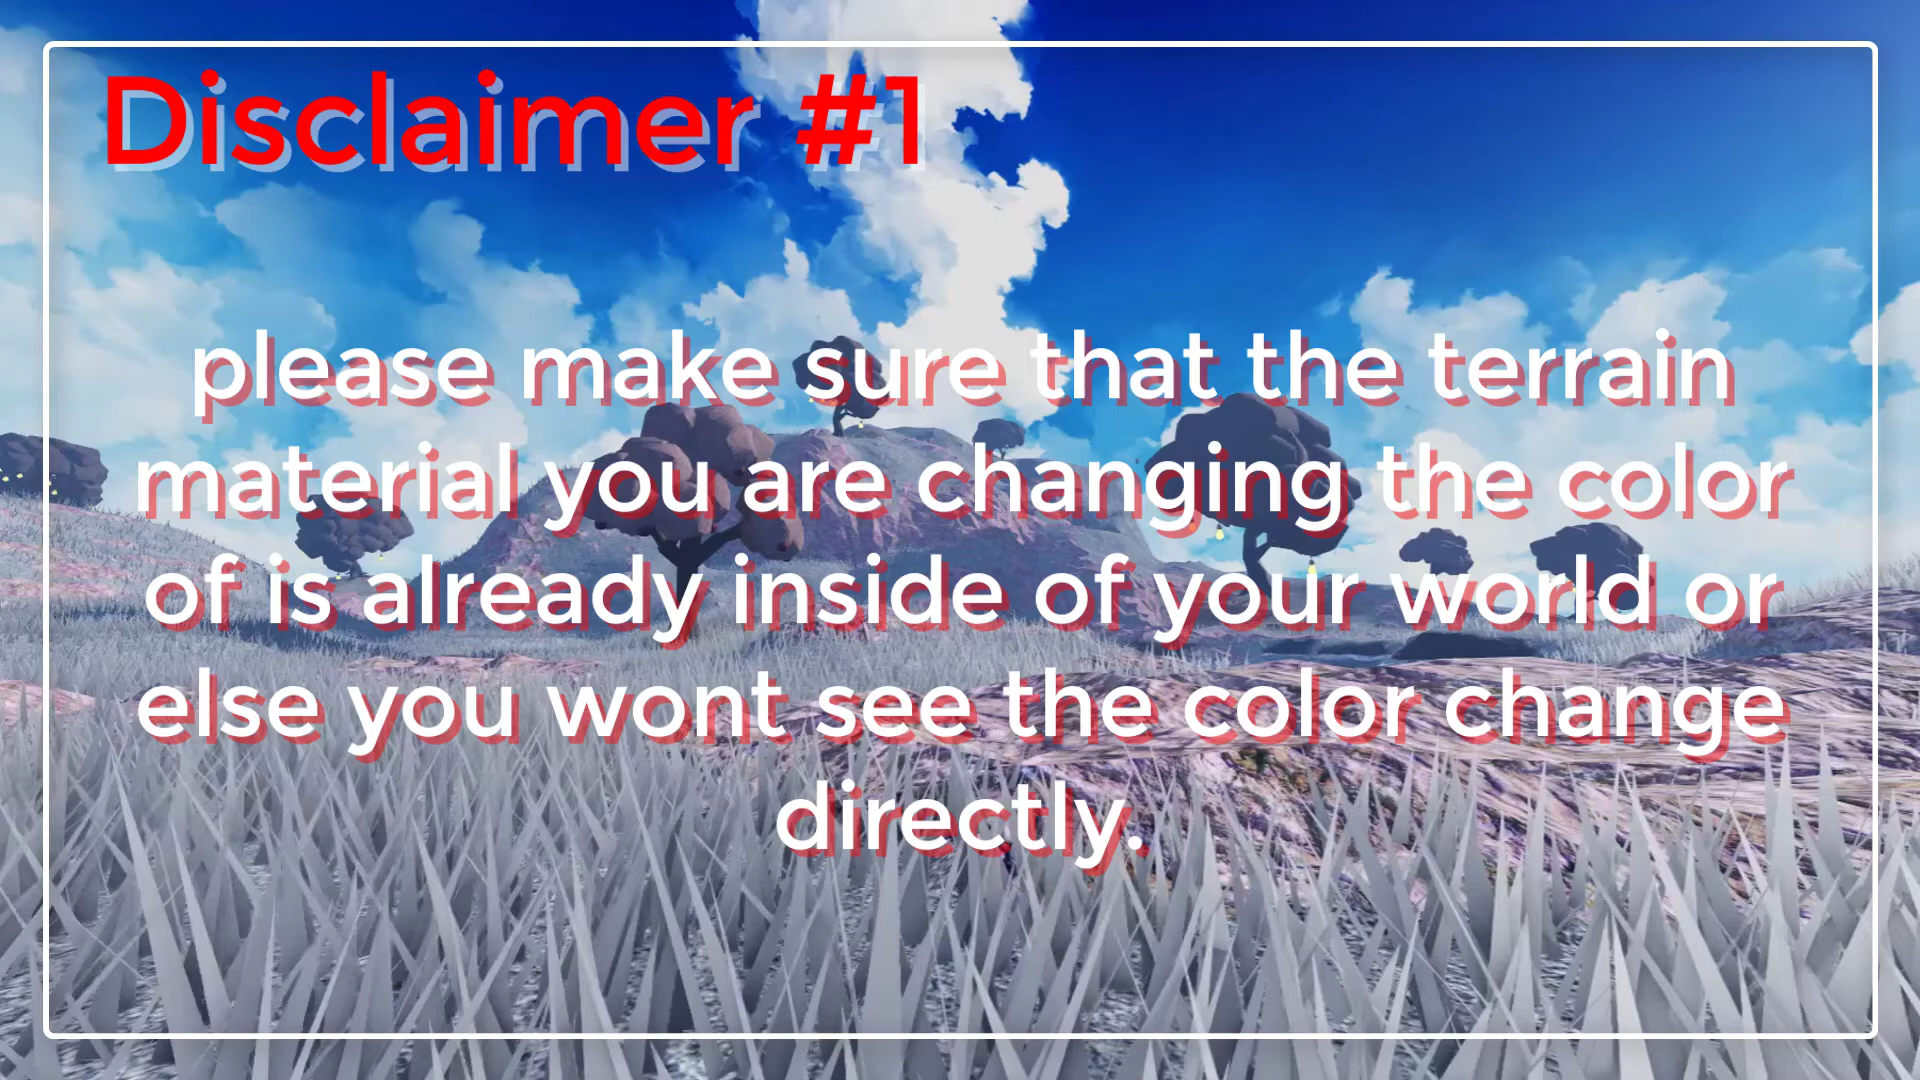 Disclaimer #1
please make sure that the terrain
material you are changing the color
of is already inside of your world or
else you wont see the color change
directly.